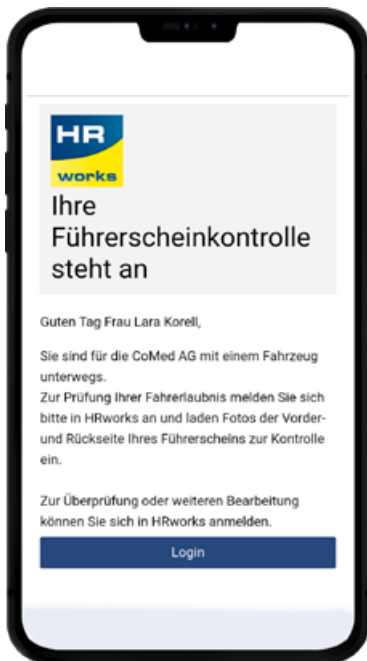 HR
works
Ihre
Führerscheinkontrolle
steht an
Guten Tag Frau Lara Korell,
Sie sind für die CoMed AG mit einem Fahrzeug
unterwegs.
Zur Prüfung Ihrer Fahrerlaubnis melden Sie sich
bitte in HRworks an und laden Fotos der Vorder-
und Rückseite Ihres Führerscheins zur Kontrolle
ein.
Zur Überprüfung oder weiteren Bearbeitung
können Sie sich in HRworks anmelden.
Login